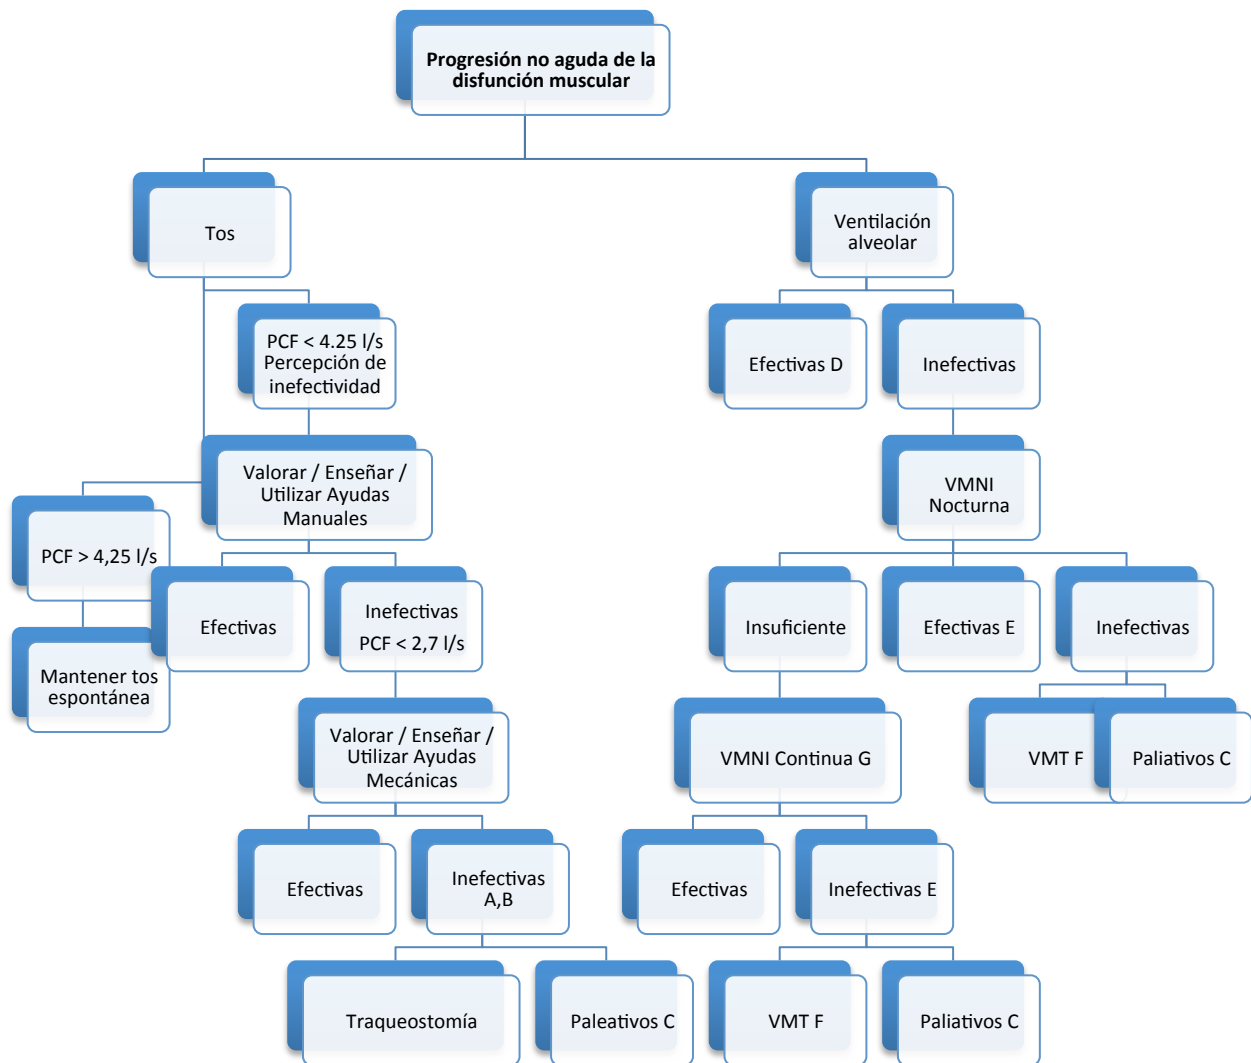 Progresión no aguda de la
disfunción muscular
Tos
Ventilación
alveolar
PCF < 4.25 l/s
Percepción de
inefectividad
Efectivas D
Inefectivas
Valorar / Enseñar /
Utilizar Ayudas
Manuales
VMNI
Nocturna
PCF > 4,25 l/s
Efectivas
Inefectivas
PCF < 2,7 l/s
Insuficiente
Efectivas E
Inefectivas
Mantener tos
espontánea
Valorar / Enseñar /
Utilizar Ayudas
Mecánicas
VMNI Continua G
VMT F
Paliativos C
Efectivas
Inefectivas
A,B
Efectivas
Inefectivas E
Traqueostomía
Paleativos C
VMT F
Paliativos C